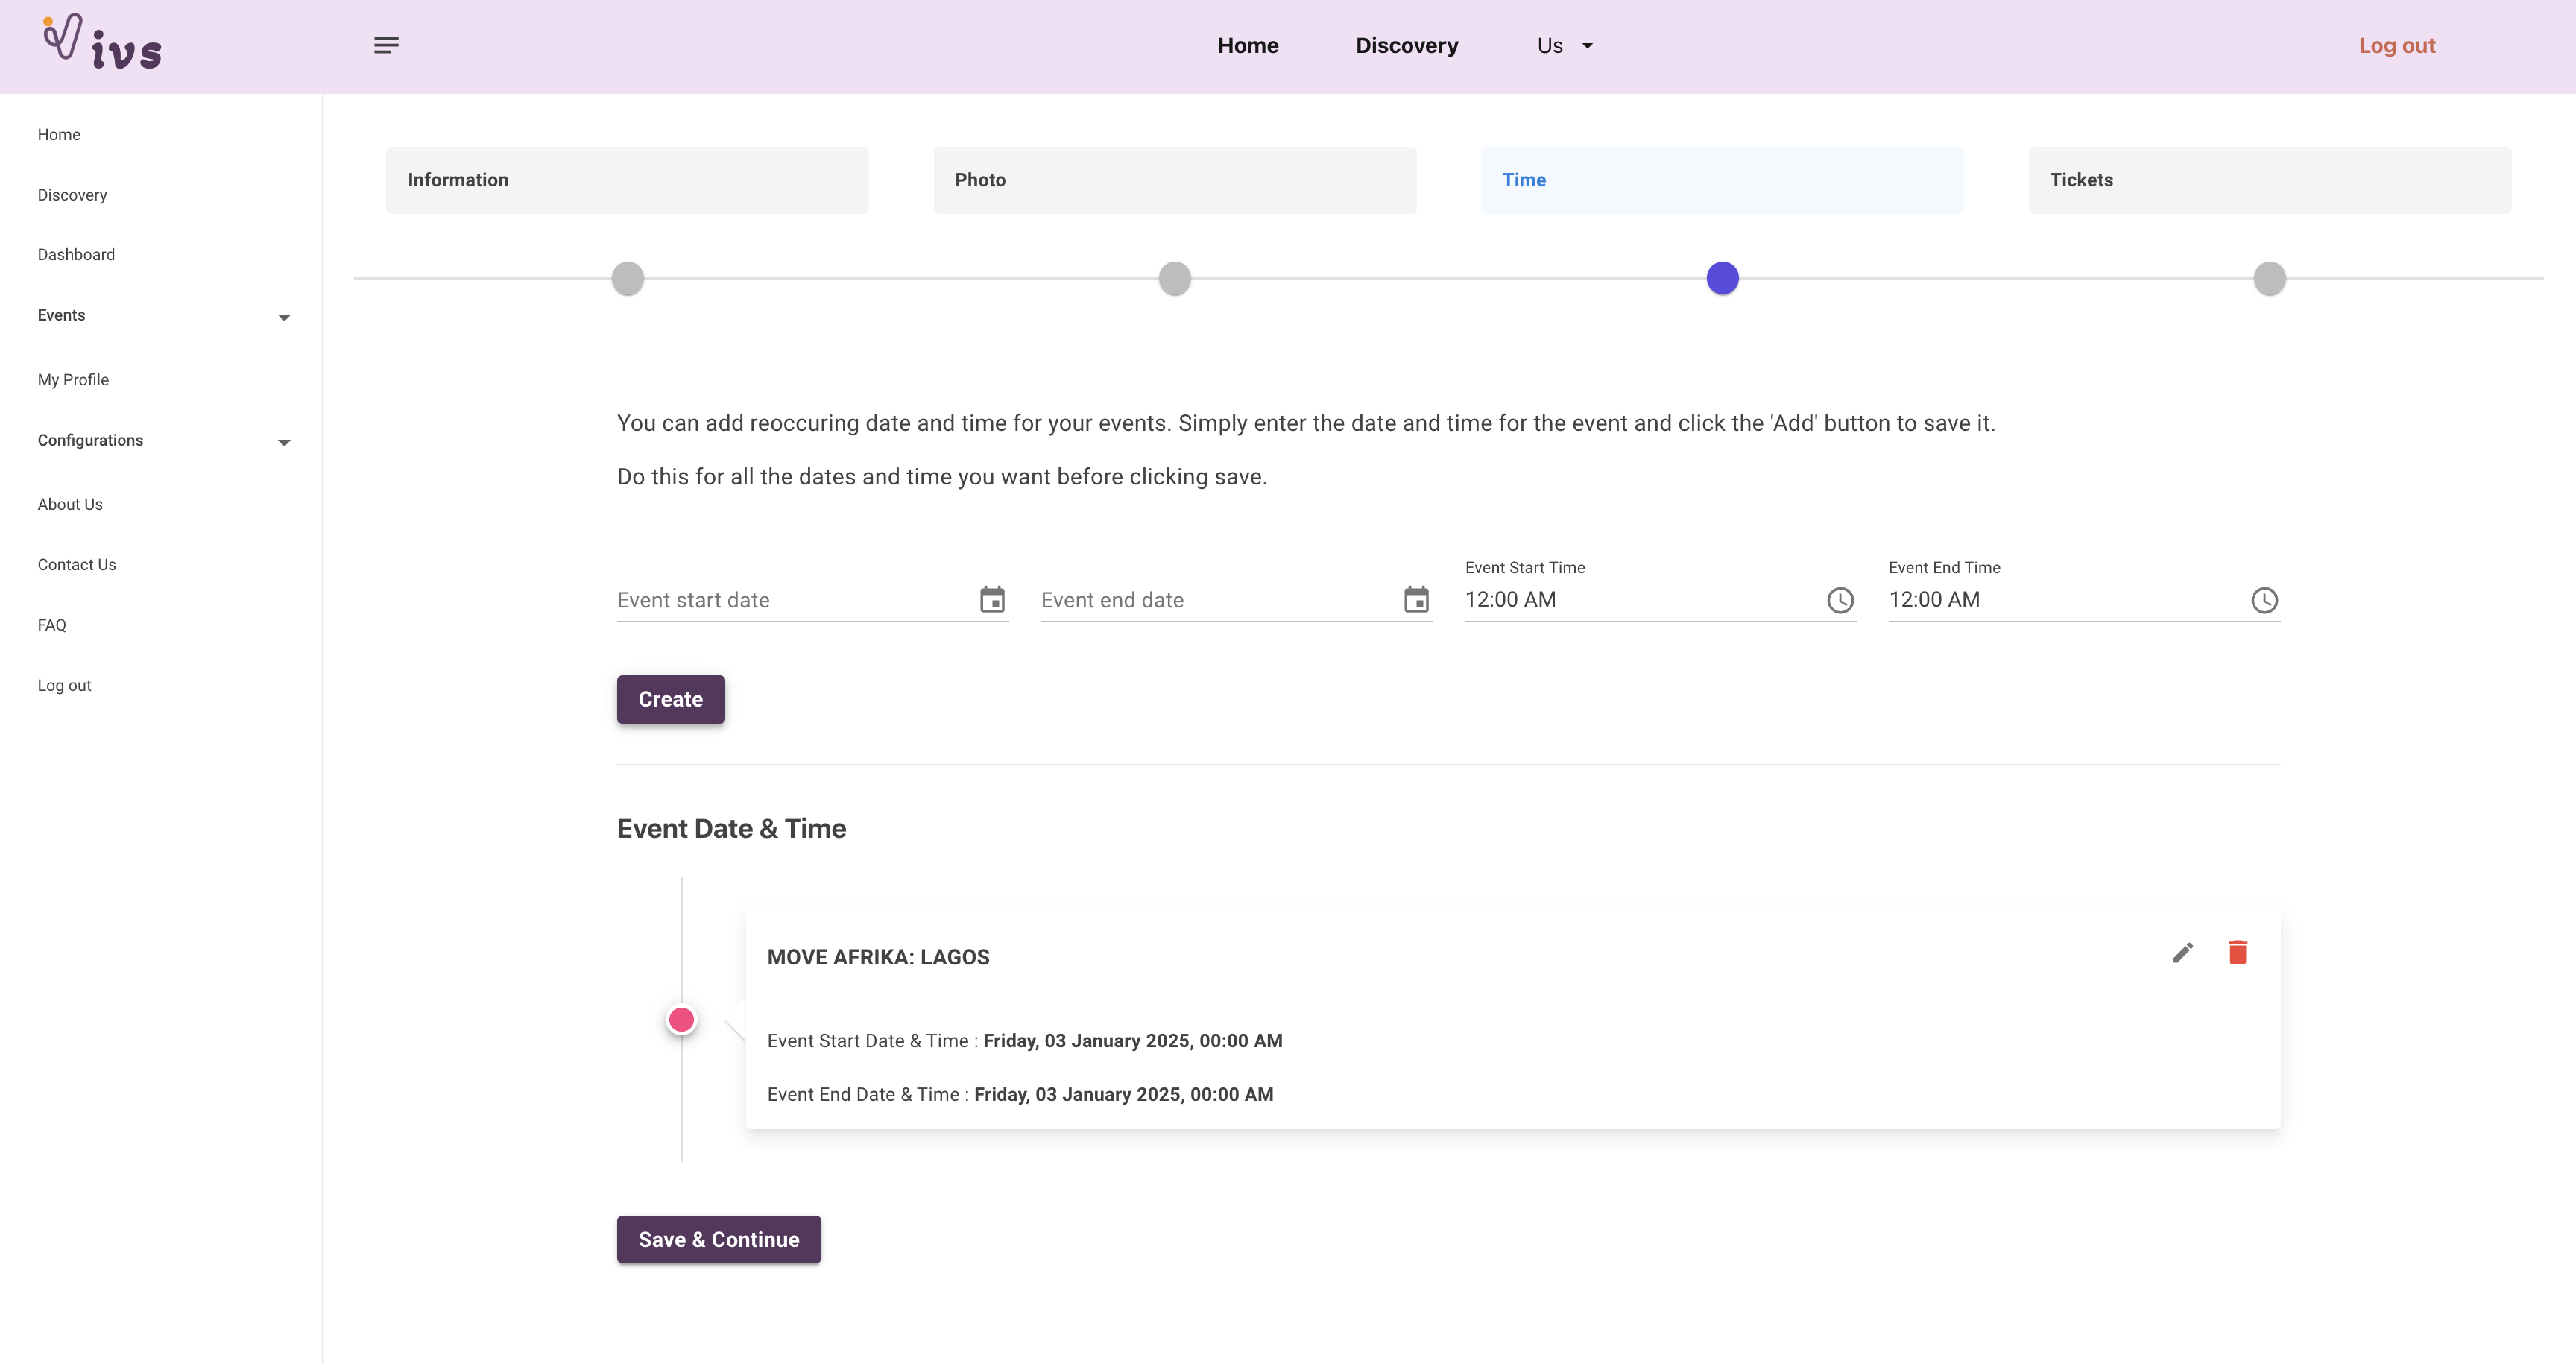 Vivs
Home
Discovery
Us
Log out
Home
Discovery
Dashboard
Events
My Profile
Configurations
About Us
Contact Us
FAQ
Log out
Information
Photo
Time
Tickets
You can add reoccuring date and time for your events. Simply enter the date and time for the event and click the 'Add' button to save it.
Do this for all the dates and time you want before clicking save.
Event start date
Event end date
Event Start Time
12:00 AM
Event End Time
12:00 AM
Create
Event Date & Time
MOVE AFRIKA: LAGOS
Event Start Date & Time : Friday, 03 January 2025, 00:00 AM
Event End Date & Time : Friday, 03 January 2025, 00:00 AM
Save & Continue